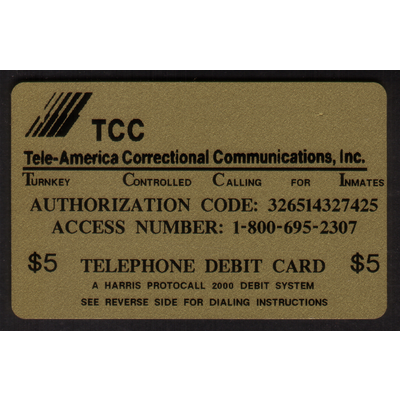 TCC
Tele-America Correctional Communications, Inc.
TURNKEY CONTROLLED CALLING FOR INMATES
AUTHORIZATION CODE: 326514327425
ACCESS NUMBER: 1-800-695-2307
$5 TELEPHONE DEBIT CARD $5
A HARRIS PROTOCALL 2000 DEBIT SYSTEM
SEE REVERSE SIDE FOR DIALING INSTRUCTIONS